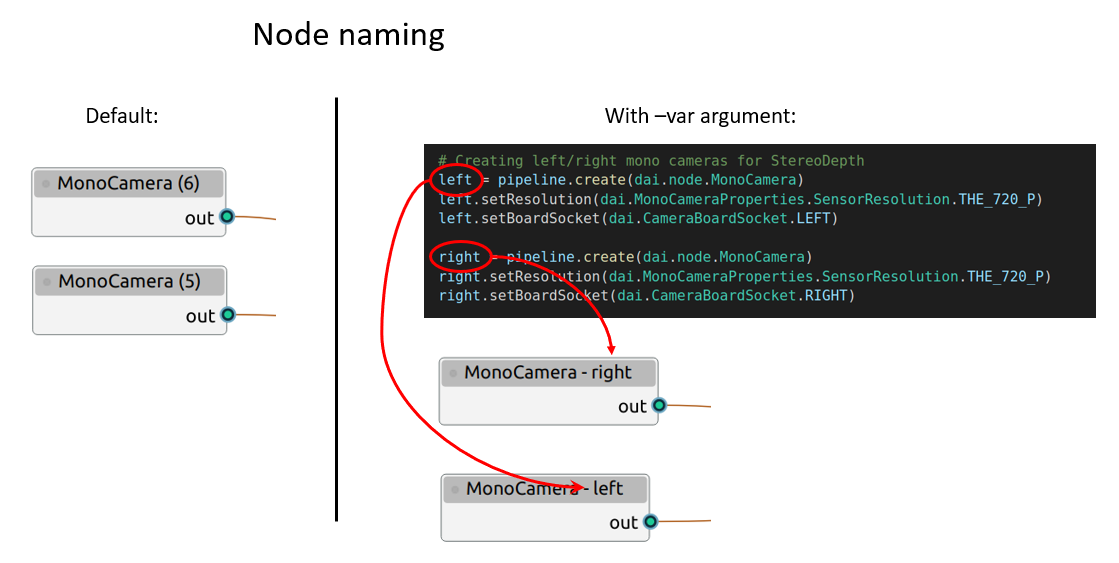 Node naming
Default:
MonoCamera (6)
out
MonoCamera (5)
out
With –var argument:
# Creating left/right mono cameras for StereoDepth
left = pipeline.create(dai.node.MonoCamera)
left.setResolution(dai.MonoCameraProperties.SensorResolution.THE_720_P)
left.setBoardSocket(dai.CameraBoardSocket.LEFT)
right = pipeline.create(dai.node.MonoCamera)
right.setResolution(dai.MonoCameraProperties.SensorResolution.THE_720_P)
right.setBoardSocket(dai.CameraBoardSocket.RIGHT)
MonoCamera - right
out
MonoCamera - left
out